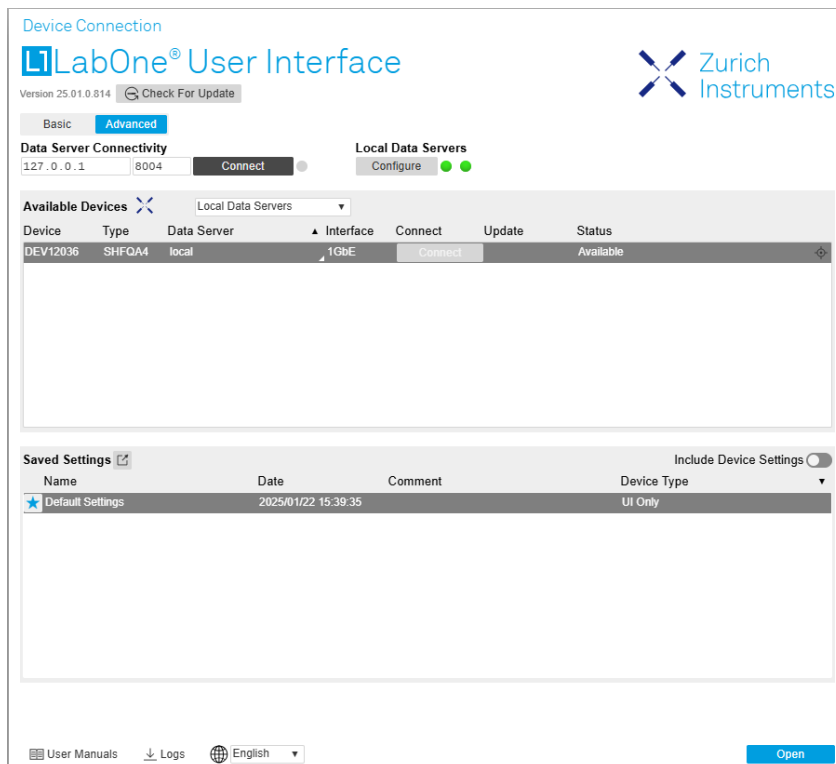 Device Connection
L1 LabOne® User Interface
Zurich
Instruments
Version 25.01.0.814 Check For Update
Basic Advanced
Data Server Connectivity Local Data Servers
127.0.0.1 8004 Connect Configure
Available Devices Local Data Servers ▼
Device Type Data Server ▲ Interface Connect Update Status
DEV12036 SHFQA4 local 1GbE Connect Available
Saved Settings Include Device Settings
Name Date Comment Device Type ▼
Default Settings 2025/01/22 15:39:35 UI Only
User Manuals Logs English ▼ Open